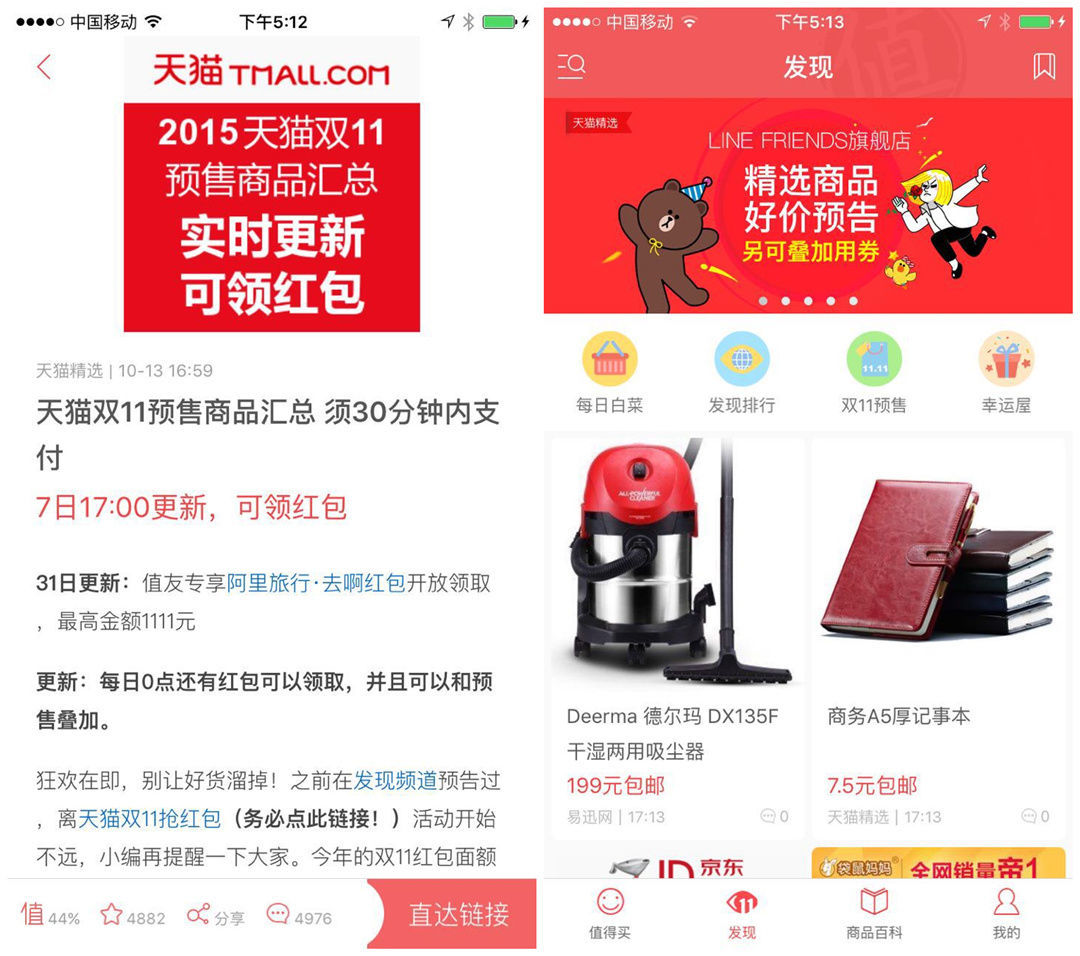 中国移动
下午5:12
天猫 TMALL.COM
2015天猫双11
预售商品汇总
实时更新
可领红包
天猫精选 | 10-13 16:59
天猫双11预售商品汇总 须30分钟内支
付
7日17:00更新，可领红包
31日更新：值友专享阿里旅行·去啊红包开放领取
，最高金额1111元
更新：每日0点还有红包可以领取，并且可以和预
售叠加。
狂欢在即，别让好货溜掉！之前在发现频道预告过
，离天猫双11抢红包（务必点此链接！）活动开始
不远，小编再提醒一下大家。今年的双11红包面额
值 44%
4882
分享
4976
直达链接
中国移动
下午5:13
值
发现
天猫精选
LINE FRIENDS旗舰店
精选商品
好价预告
另可叠加用券
每日白菜
发现排行
11.11
双11预售
幸运屋
ALL-POWERFUL
CLEANER
Deerma 德尔玛 DX135F
干湿两用吸尘器
199元包邮
易迅网 | 17:13
0
商务A5厚记事本
7.5元包邮
天猫精选 | 17:13
0
JD 京东
袋鼠妈妈®
全网销量帝1
值得买
11
发现
商品百科
我的